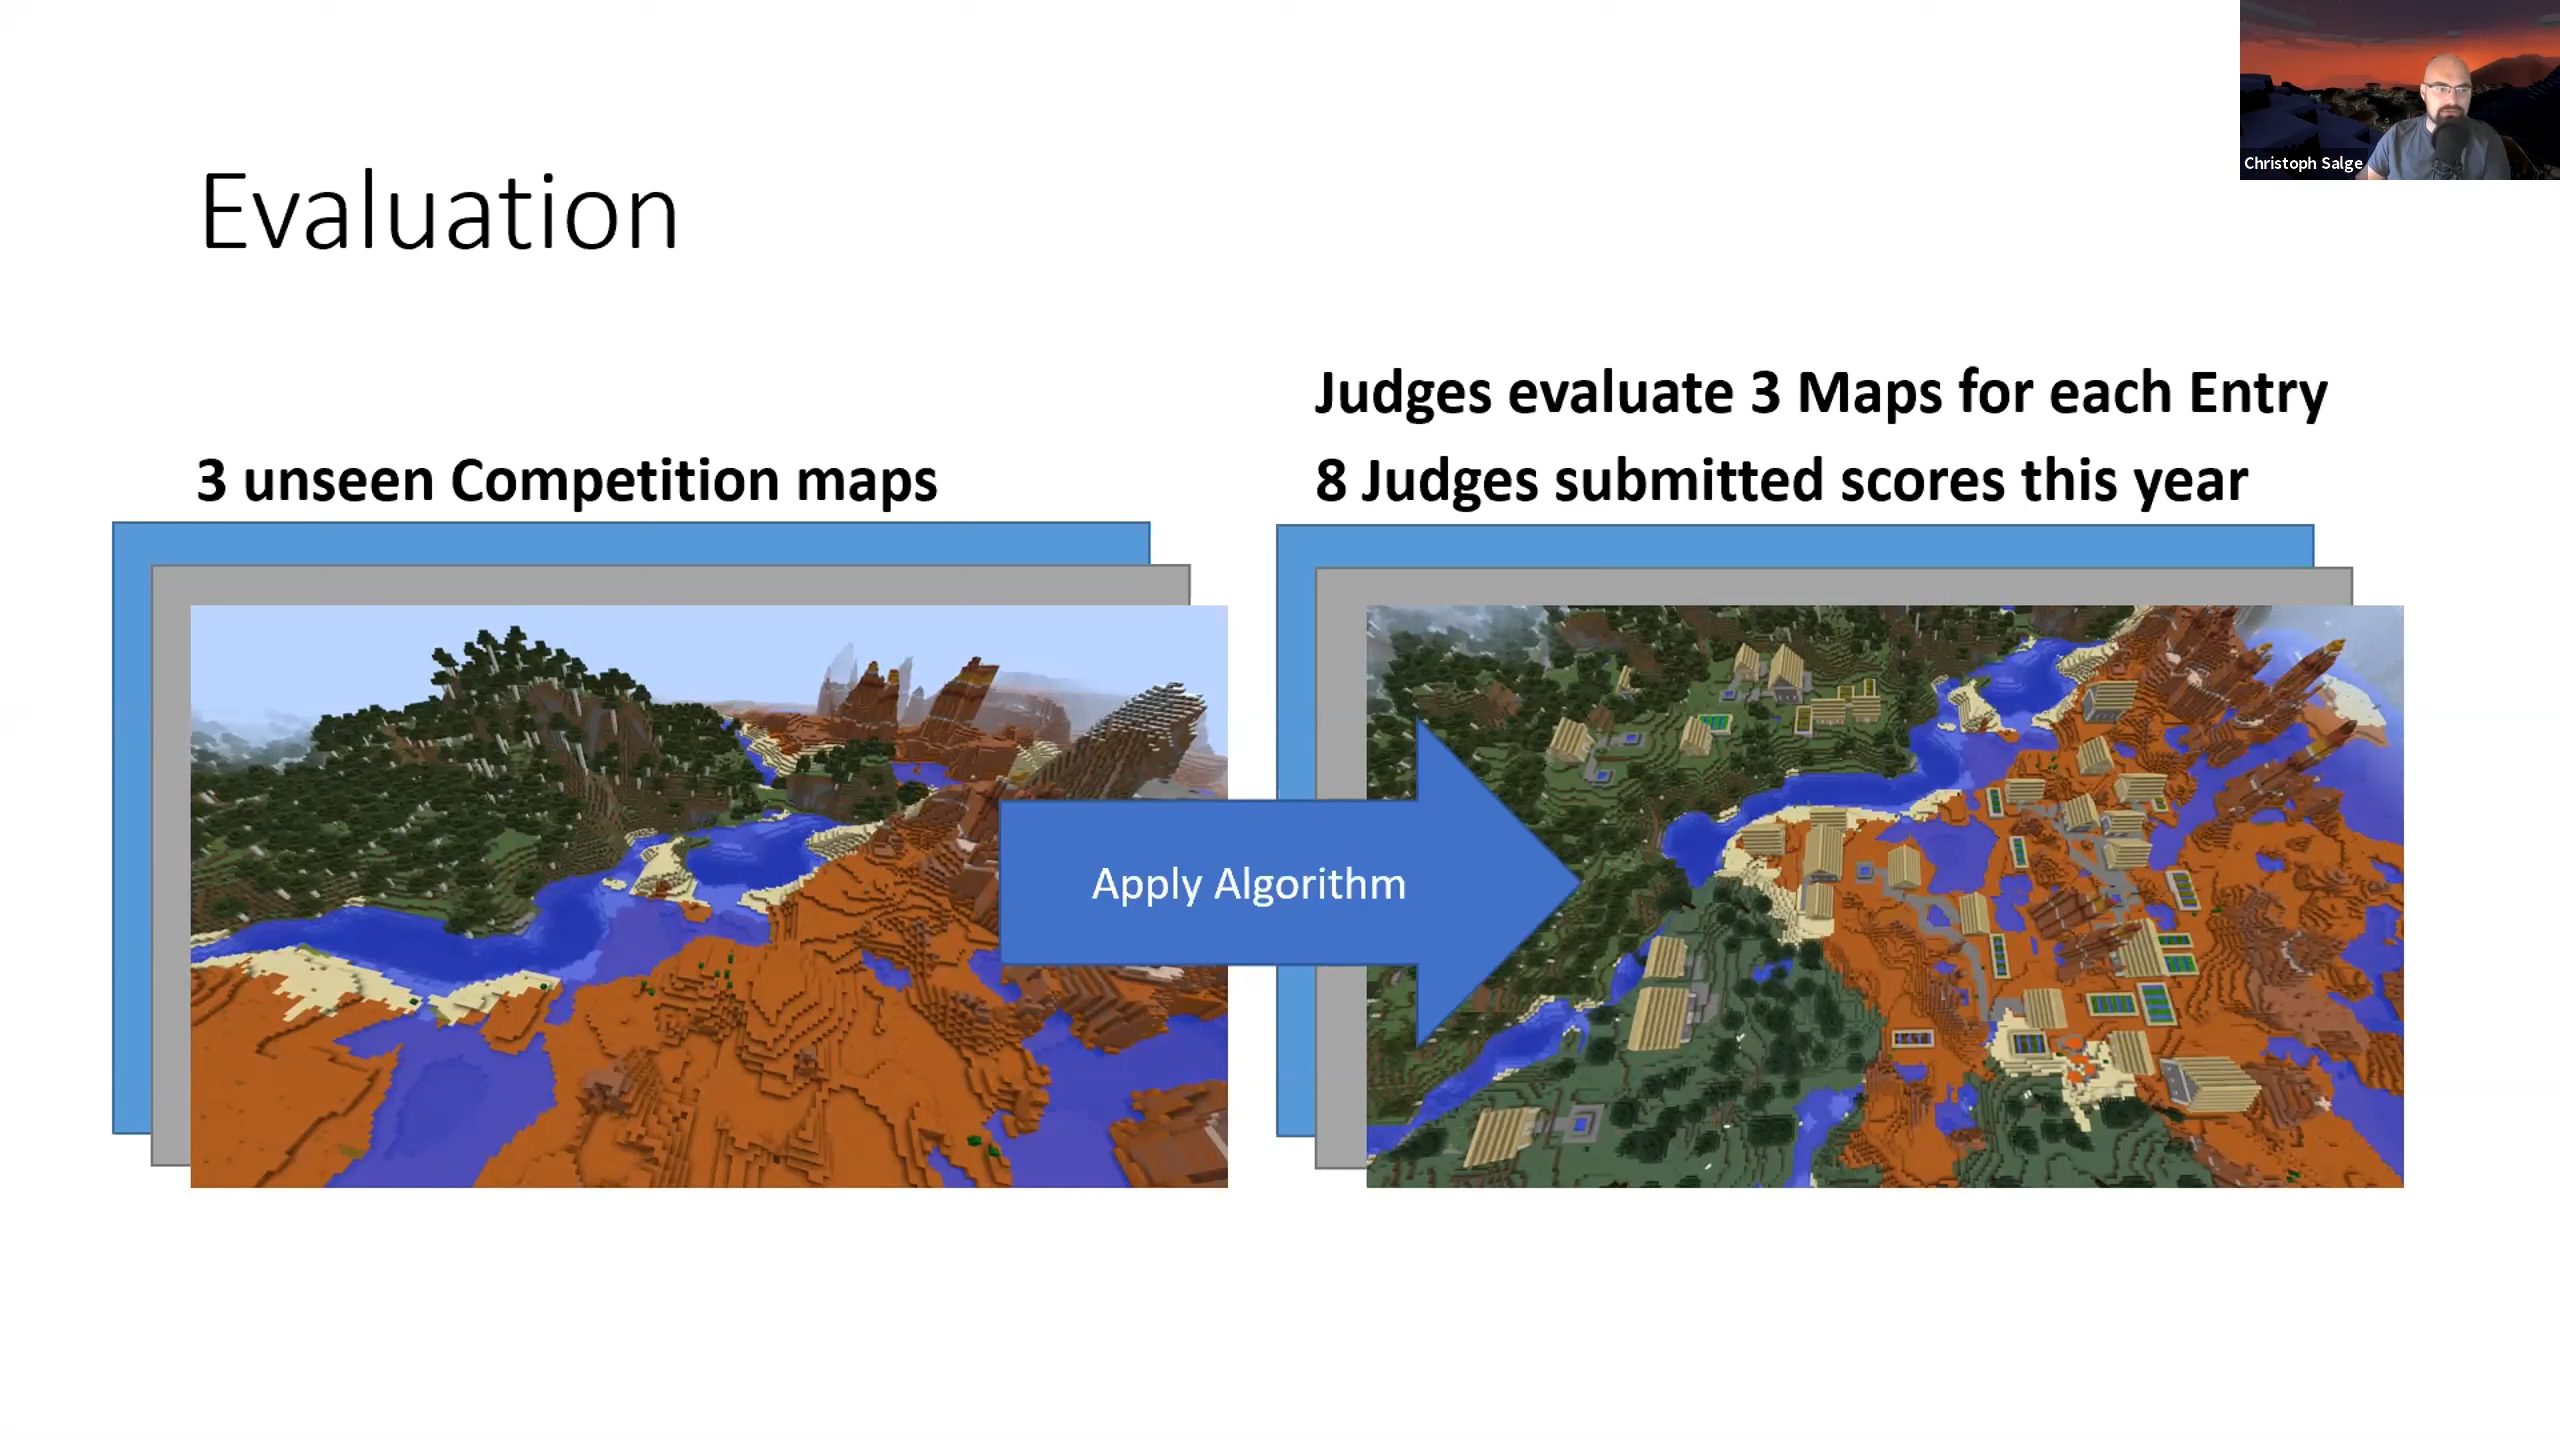 Christoph Salge
Evaluation
3 unseen Competition maps
Judges evaluate 3 Maps for each Entry
8 Judges submitted scores this year
Apply Algorithm